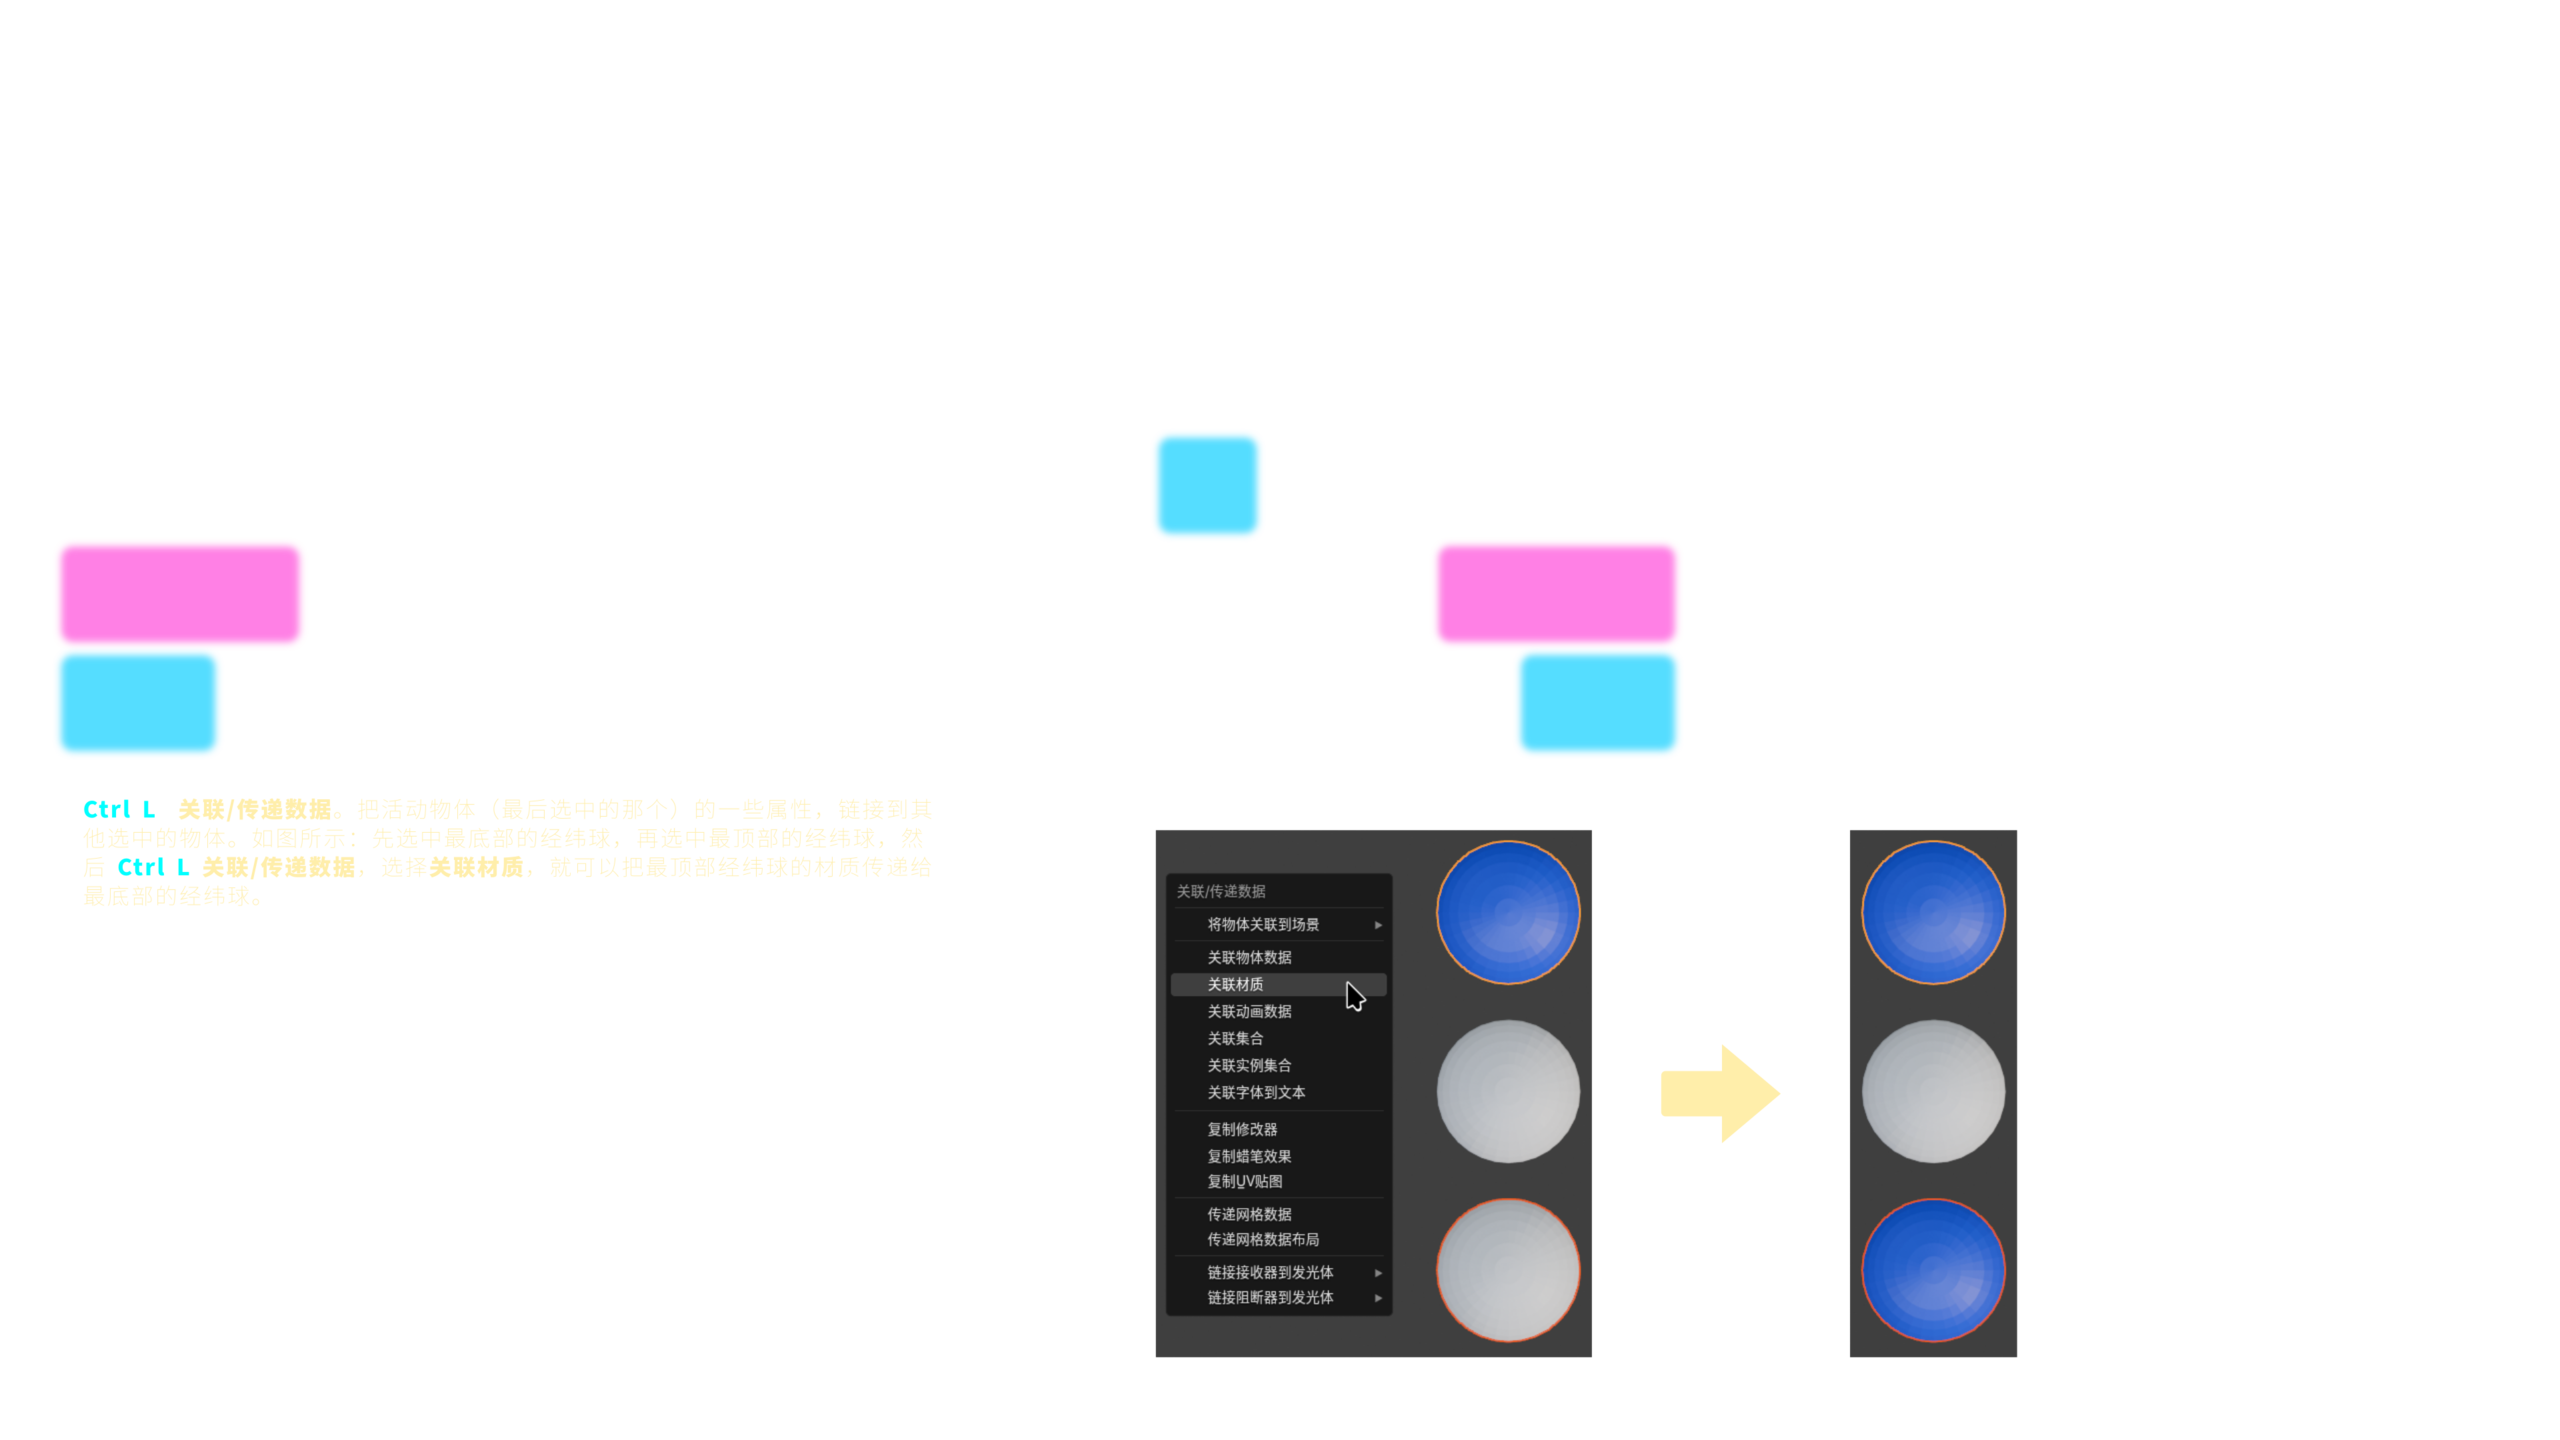 Ctrl L 关联/传递数据。把活动物体（最后选中的那个）的一些属性，链接到其
他选中的物体。如图所示：先选中最底部的经纬球，再选中最顶部的经纬球，然
后 Ctrl L 关联/传递数据，选择关联材质，就可以把最顶部经纬球的材质传递给
最底部的经纬球。
关联/传递数据
将物体关联到场景
关联物体数据
关联材质
关联动画数据
关联集合
关联实例集合
关联字体到文本
复制修改器
复制蜡笔效果
复制UV贴图
传递网格数据
传递网格数据布局
链接接收器到发光体
链接阻断器到发光体